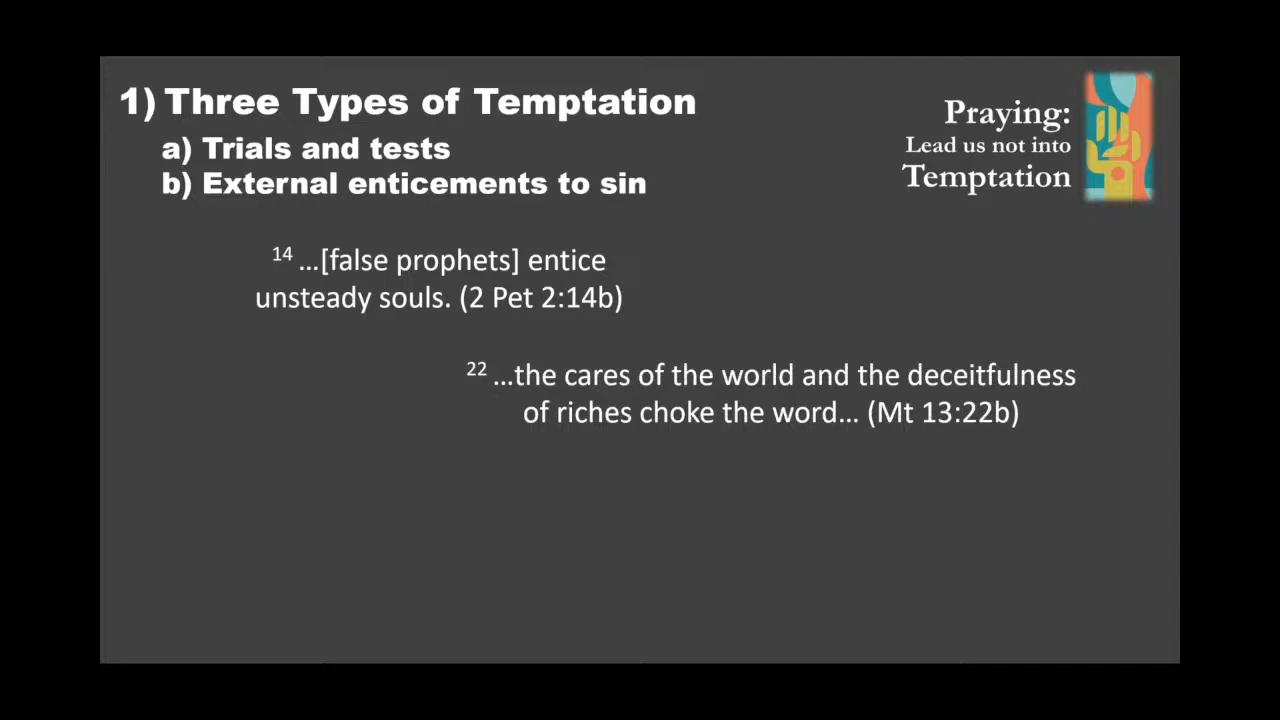 1) Three Types of Temptation
a) Trials and tests
b) External enticements to sin
Praying:
Lead us not into
Temptation
14 …[false prophets] entice
unsteady souls. (2 Pet 2:14b)
22 …the cares of the world and the deceitfulness
of riches choke the word… (Mt 13:22b)